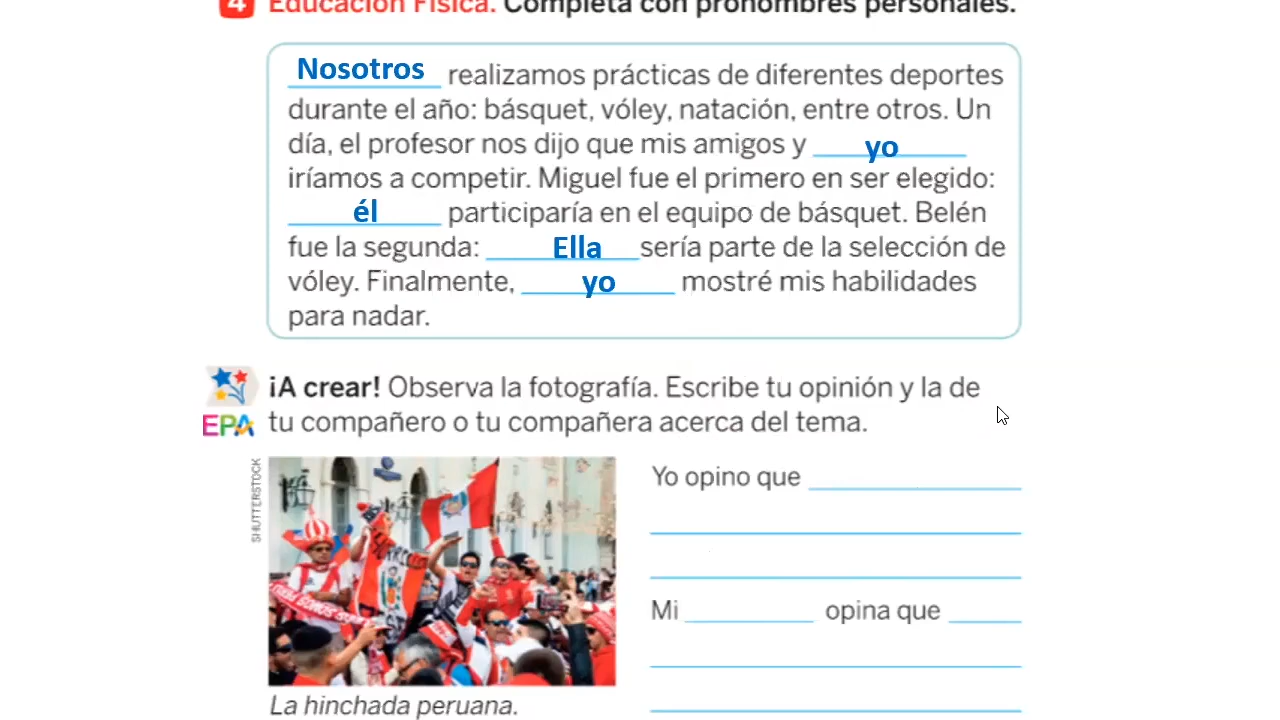 4 Educación Física. Completa con pronombres personales.
Nosotros realizamos prácticas de diferentes deportes
durante el año: básquet, vóley, natación, entre otros. Un
día, el profesor nos dijo que mis amigos y yo
iríamos a competir. Miguel fue el primero en ser elegido:
él participaría en el equipo de básquet. Belén
fue la segunda: Ella sería parte de la selección de
vóley. Finalmente, yo mostré mis habilidades
para nadar.
¡A crear! Observa la fotografía. Escribe tu opinión y la de
EPA tu compañero o tu compañera acerca del tema.
SHUTTERSTOCK
Yo opino que
Mi opina que
La hinchada peruana.